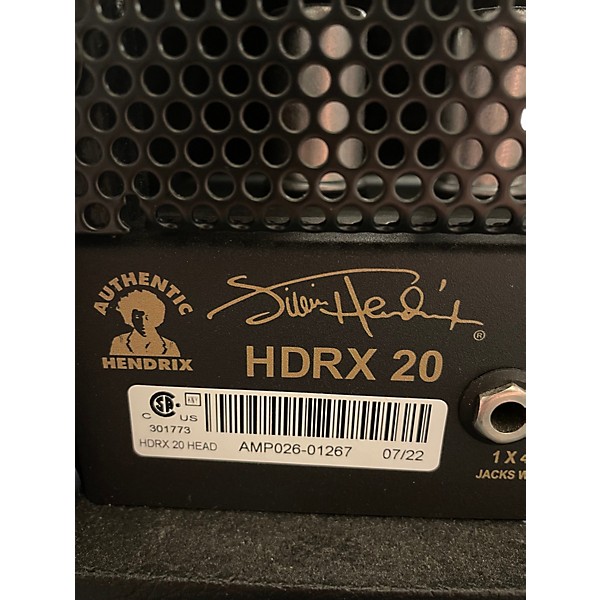 AUTHENTIC
HENDRIX
Jimi Hendrix ®
HDRX 20
C US
301773
HDRX 20 HEAD
AMP026-01267
07/22
1 X 4
JACKS W